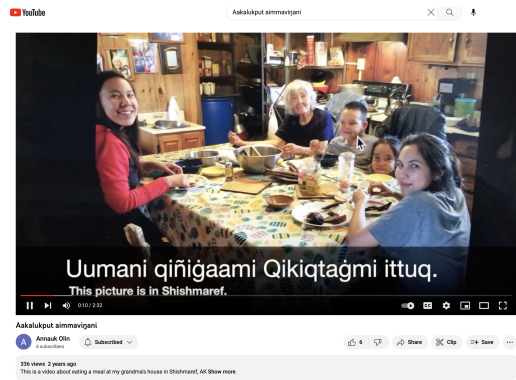 YouTube
Aakalukput aimmaviŋani
Uumani qiñiġaami Qikiqtaġmi ittuq.
This picture is in Shishmaref.
0:10 / 2:32
CC
Aakalukput aimmaviŋani
A
Annauk Olin
6 subscribers
Subscribed
6
Share
Clip
Save
336 views 2 years ago
This is a video about eating a meal at my grandma's house in Shishmaref, AK Show more